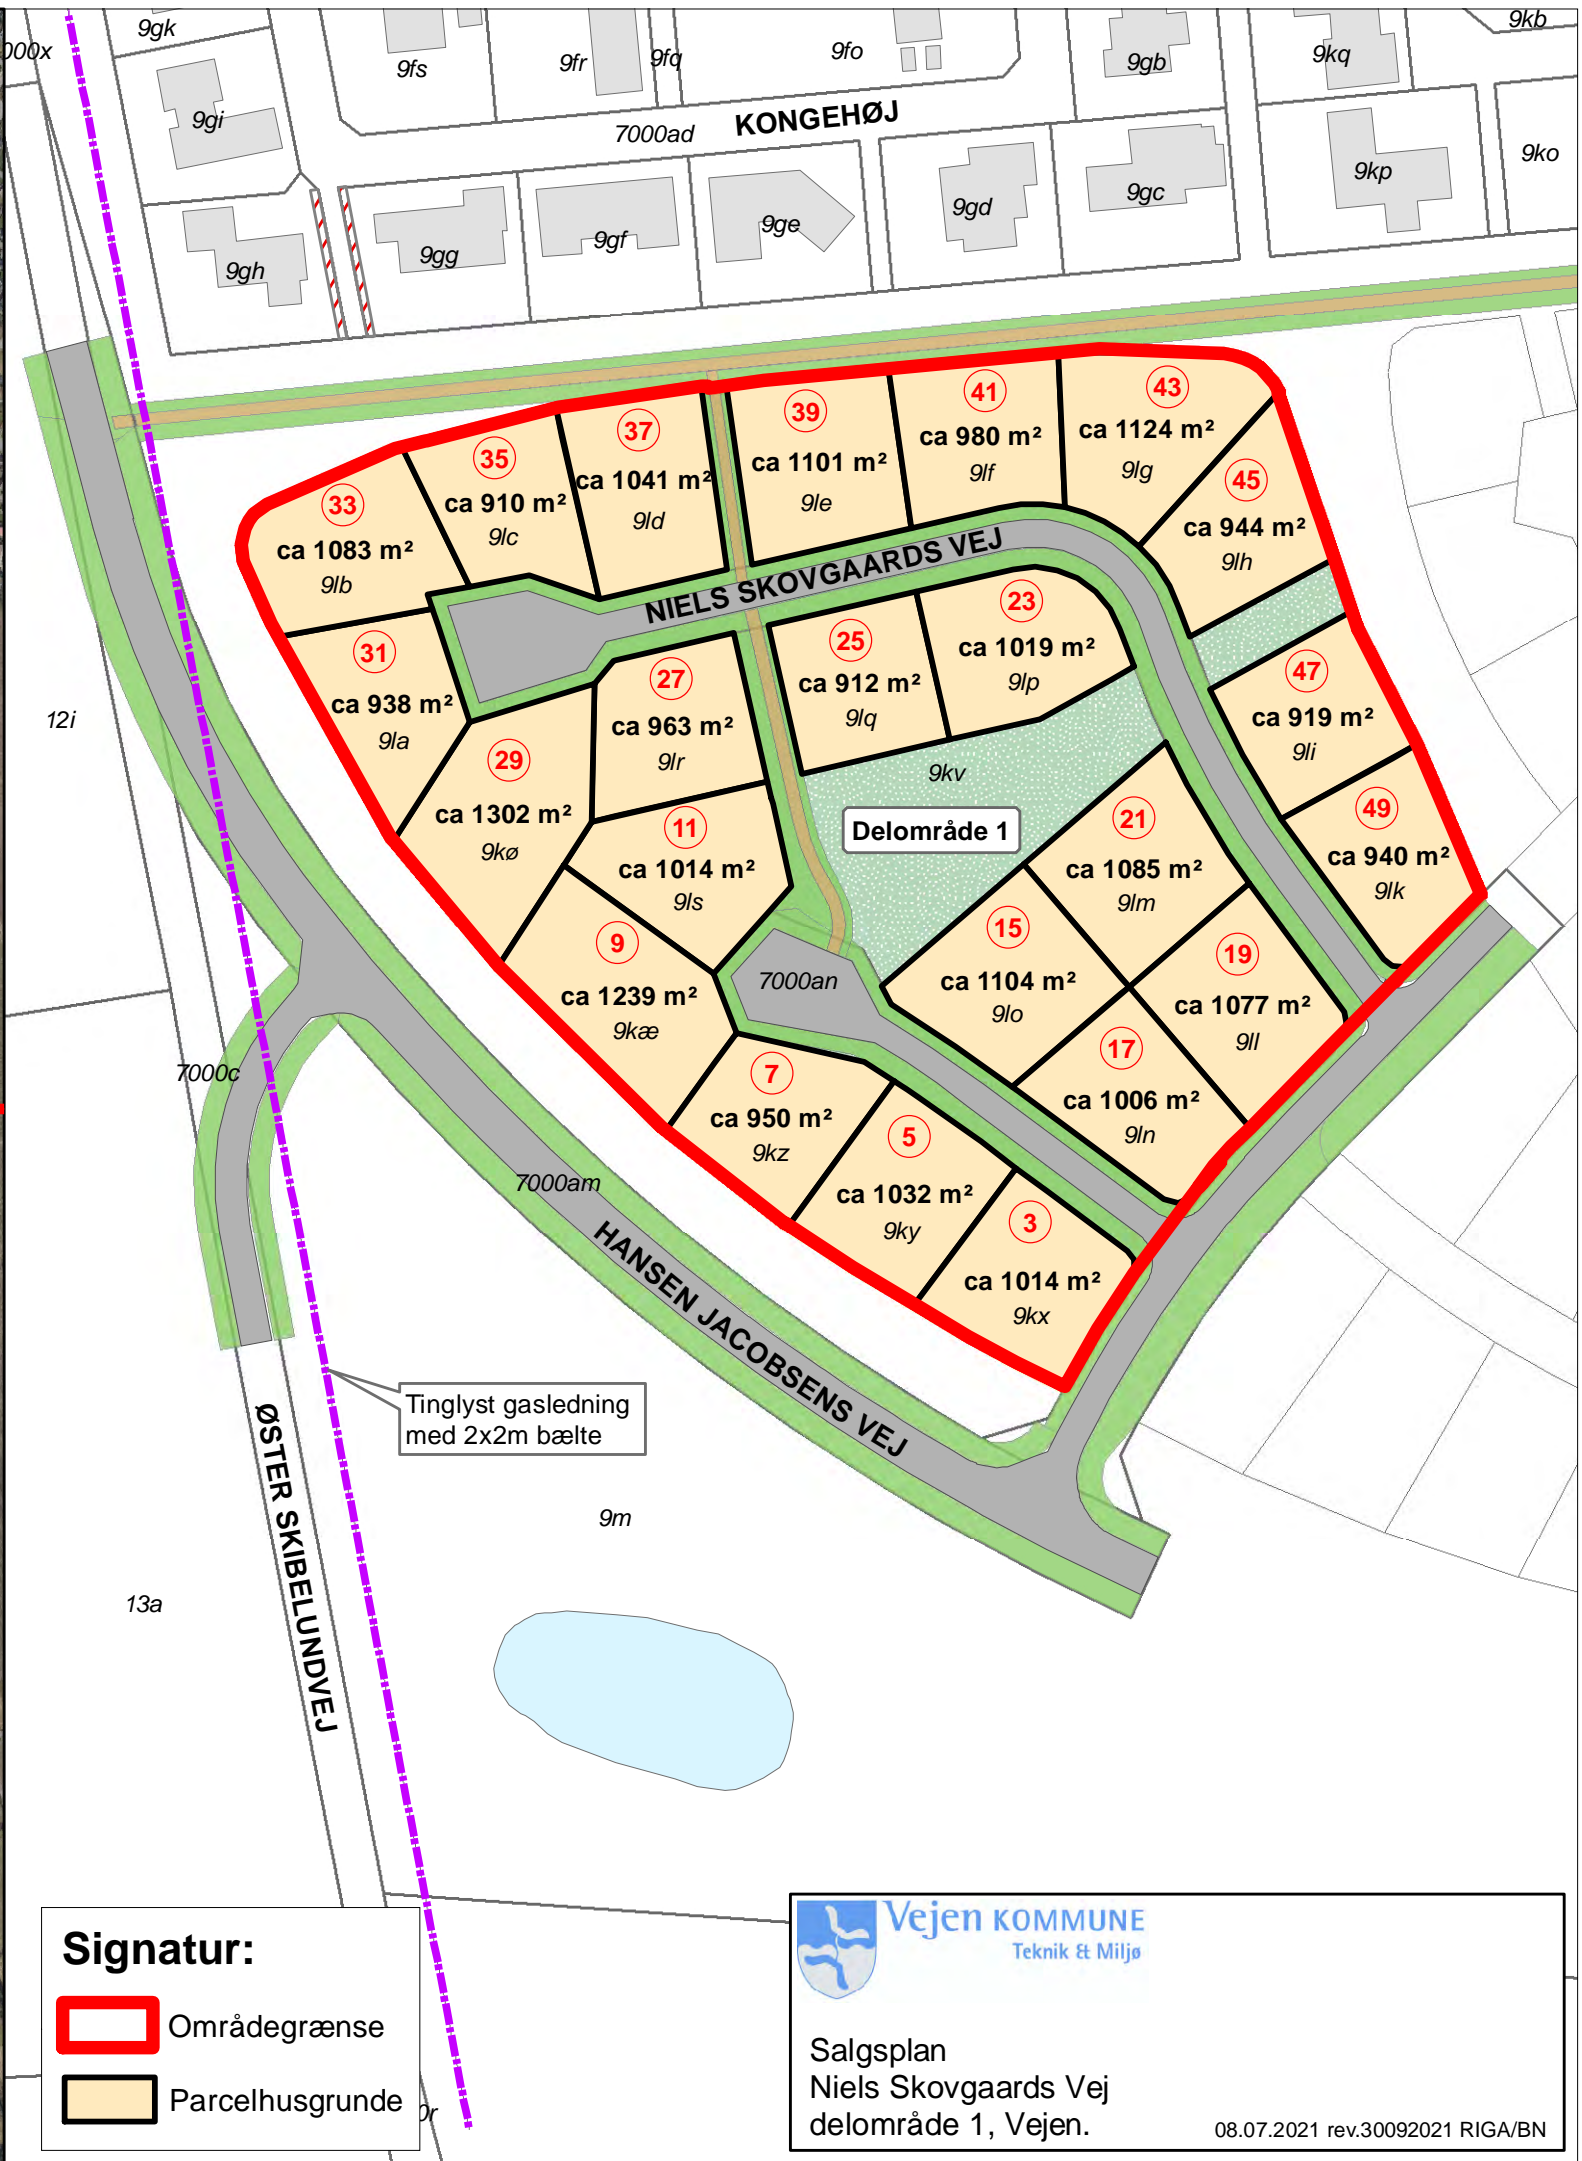 9gk
000x
9fs
9fr
9fq
9fo
9gb
9kq
9kb
9gi
7000ad
KONGEHØJ
9gh
9gg
9gf
9ge
9gd
9gc
9kp
9ko
33
ca 1083 m²
9lb
35
ca 910 m²
9lc
37
ca 1041 m²
9ld
39
ca 1101 m²
9le
41
ca 980 m²
9lf
43
ca 1124 m²
9lg
45
ca 944 m²
9lh
NIELS SKOVGAARDS VEJ
31
ca 938 m²
9la
29
ca 1302 m²
9kø
27
ca 963 m²
9lr
25
ca 912 m²
9lq
23
ca 1019 m²
9lp
47
ca 919 m²
9li
49
ca 940 m²
9lk
12i
9kv
Delområde 1
11
ca 1014 m²
9ls
21
ca 1085 m²
9lm
9
ca 1239 m²
9kæ
7000an
15
ca 1104 m²
9lo
19
ca 1077 m²
9ll
17
ca 1006 m²
9ln
7
ca 950 m²
9kz
5
ca 1032 m²
9ky
3
ca 1014 m²
9kx
7000c
7000am
HANSEN JACOBSENS VEJ
Tinglyst gasledning
med 2x2m bælte
ØSTER SKIBELUNDVEJ
9m
13a
Signatur:
Områdegrænse
Parcelhusgrunde
0r
Vejen KOMMUNE
Teknik & Miljø
Salgsplan
Niels Skovgaards Vej
delområde 1, Vejen.
08.07.2021 rev.30092021 RIGA/BN